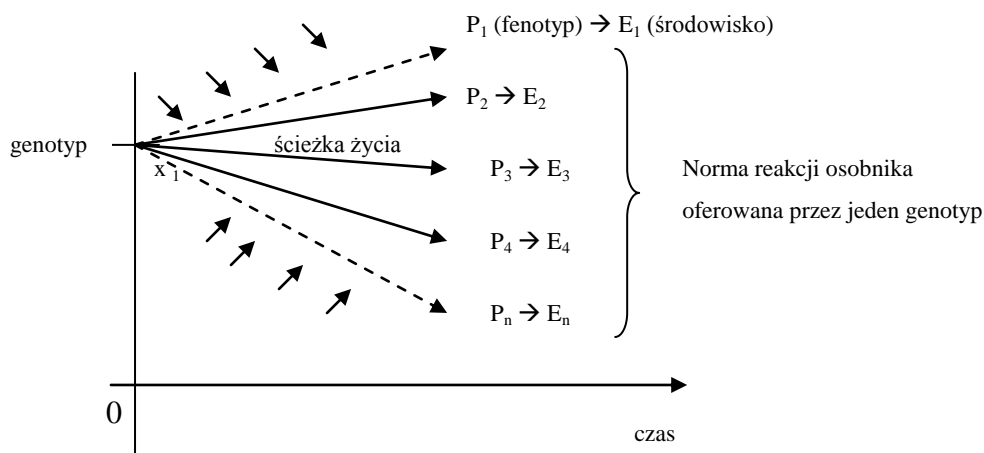 P₁ (fenotyp) → E₁ (środowisko)
P₂ → E₂
genotyp
ścieżka życia
x 1
P₃ → E₃
Norma reakcji osobnika
oferowana przez jeden genotyp
P₄ → E₄
Pₙ → Eₙ
0
czas